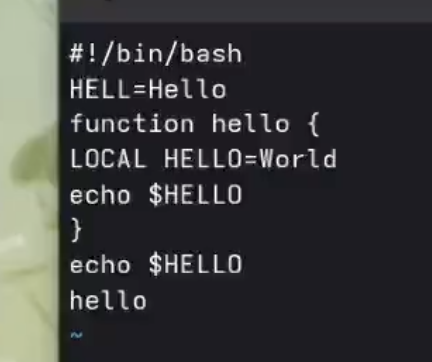 #!/bin/bash
HELL=Hello
function hello {
LOCAL HELLO=World
echo $HELLO
}
echo $HELLO
hello
~